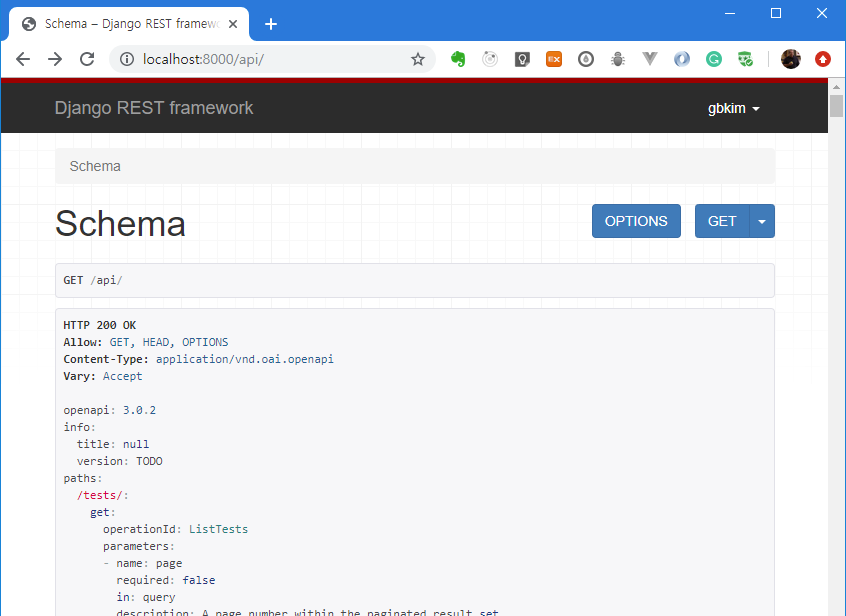 Schema – Django REST framew
localhost:8000/api/
Django REST framework
gbkim
Schema
Schema
OPTIONS
GET
GET /api/
HTTP 200 OK
Allow: GET, HEAD, OPTIONS
Content-Type: application/vnd.oai.openapi
Vary: Accept
openapi: 3.0.2
info:
  title: null
  version: TODO
paths:
  /tests/:
    get:
      operationId: ListTests
      parameters:
      - name: page
        required: false
        in: query
        description: A page number within the paginated result set.